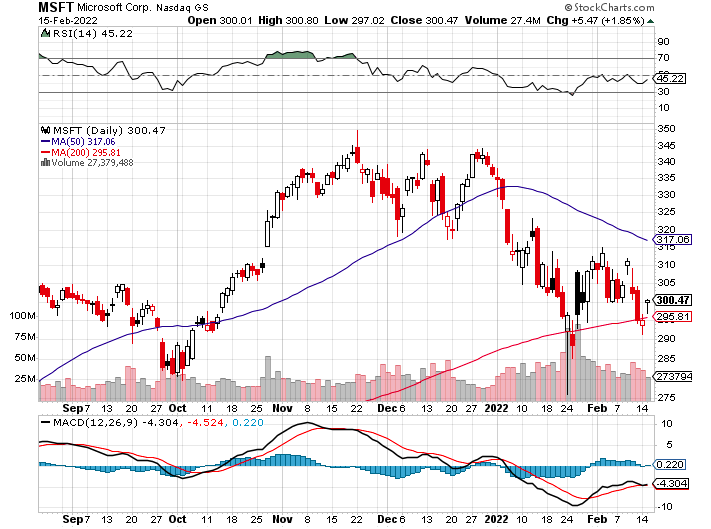 MSFT Microsoft Corp. Nasdaq GS © StockCharts.com
15-Feb-2022 Open 300.01 High 300.80 Low 297.02 Close 300.47 Volume 27.4M Chg +5.47 (+1.85%)
RSI(14) 45.22
90
70
50
45.22
30
10
MSFT (Daily) 300.47
MA(50) 317.06
MA(200) 295.81
Volume 27,379,488
350
345
340
335
330
325
320
317.06
315
310
305
300.47
100M 295.81
295
75M 290
50M 285
25M 273794
275
Sep 7 13 20 27 Oct 11 18 25 Nov 8 15 22 Dec 6 13 20 27 2022 10 18 24 Feb 7 14
MACD(12,26,9) -4.304, -4.524, 0.220
10
5
0.220
-4.304
-10
Sep 7 13 20 27 Oct 11 18 25 Nov 8 15 22 Dec 6 13 20 27 2022 10 18 24 Feb 7 14